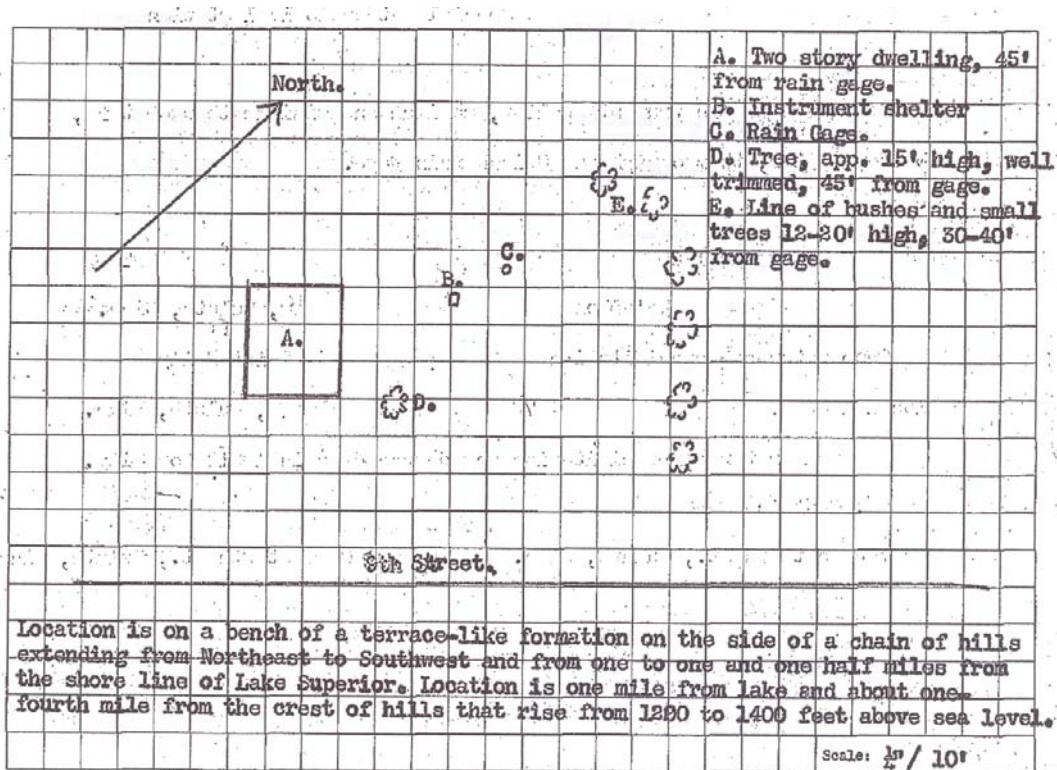 North.
A. Two story dwelling, 45'
from rain gage.
B. Instrument shelter
C. Rain Gage.
D. Tree, app. 15' high, well
trimmed, 45' from gage.
E. Line of bushes and small
trees 12-20' high, 30-40'
from gage.
E.
C.
B.
A.
D.
Street.
Location is on a bench of a terrace-like formation on the side of a chain of hills
extending from Northeast to Southwest and from one to one and one half miles from
the shore line of Lake Superior. Location is one mile from lake and about one-
fourth mile from the crest of hills that rise from to 1400 feet above sea level.
Scale: / 10'